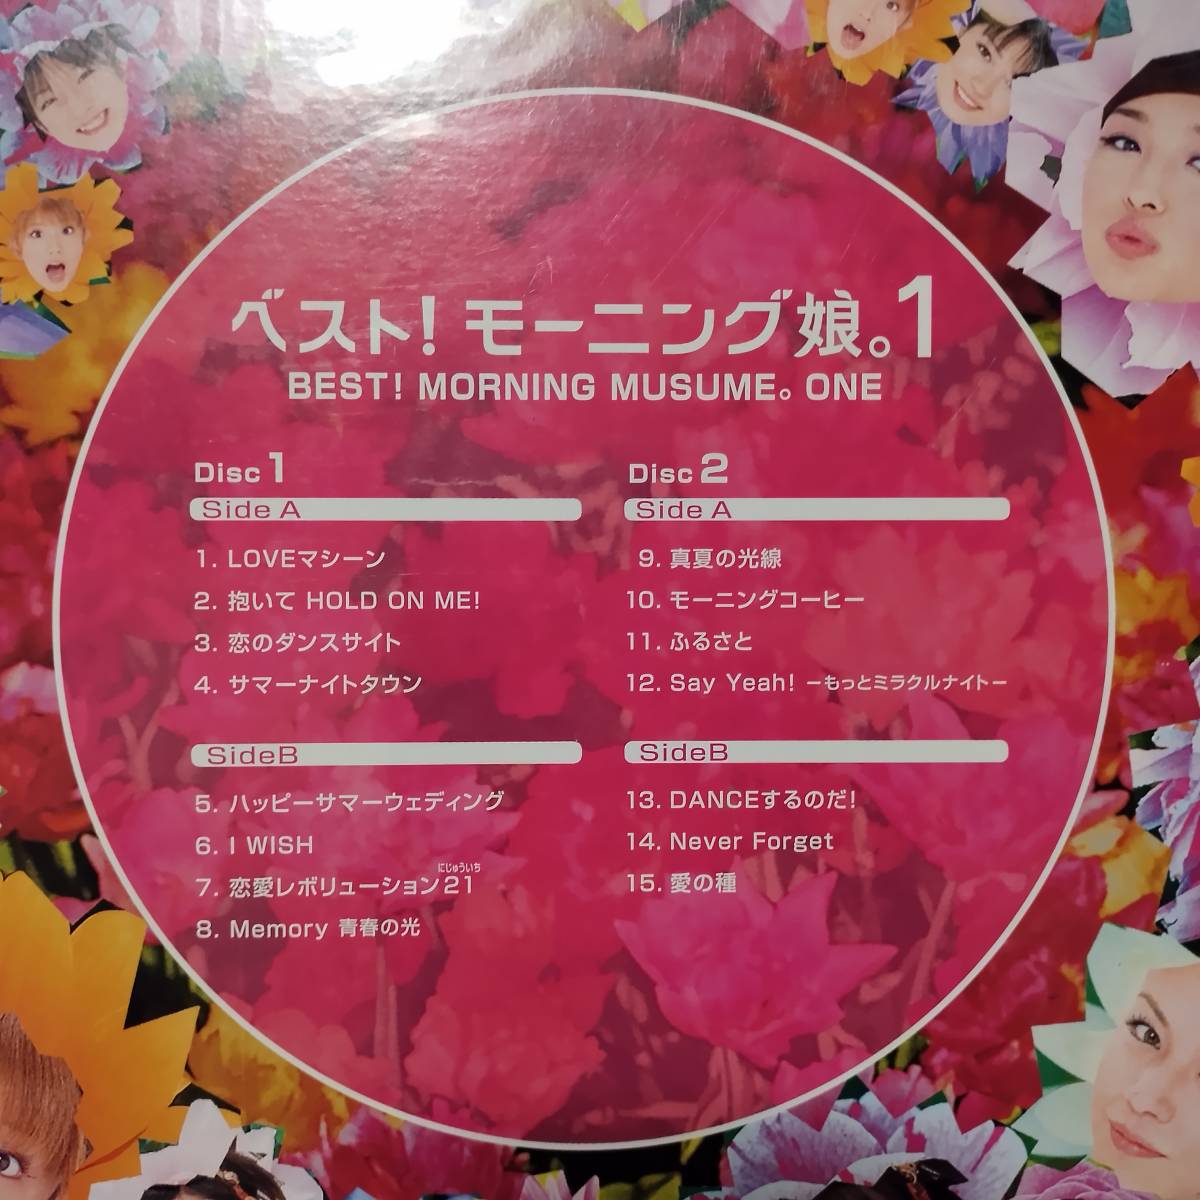 ベスト! モーニング娘。1
BEST! MORNING MUSUME。ONE
Disc 1
Side A
1. LOVEマシーン
2. 抱いて HOLD ON ME!
3. 恋のダンスサイト
4. サマーナイトタウン
SideB
5. ハッピーサマーウェディング
6. I WISH
にじゅういち
7. 恋愛レボリューション21
8. Memory 青春の光
Disc 2
Side A
9. 真夏の光線
10. モーニングコーヒー
11. ふるさと
12. Say Yeah! －もっとミラクルナイト－
SideB
13. DANCEするのだ!
14. Never Forget
15. 愛の種